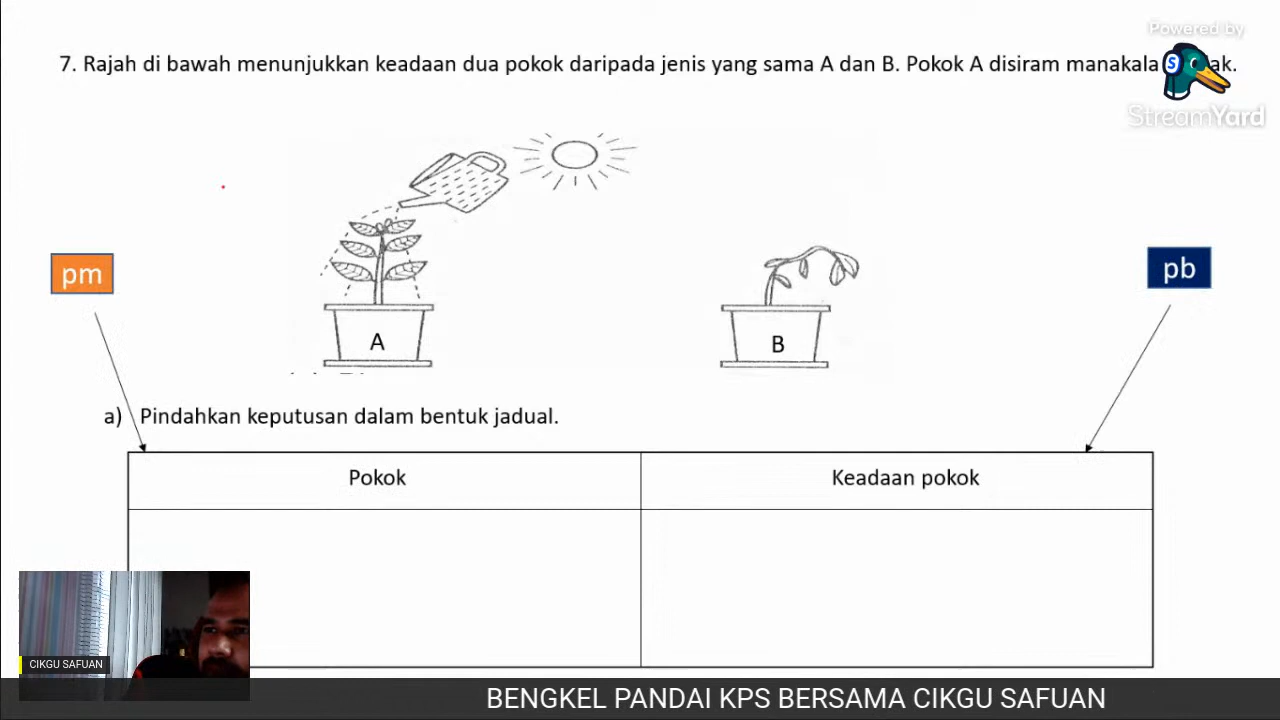 Powered by
StreamYard
7. Rajah di bawah menunjukkan keadaan dua pokok daripada jenis yang sama A dan B. Pokok A disiram manakala
pm
pb
A
B
a) Pindahkan keputusan dalam bentuk jadual.
Pokok
Keadaan pokok
CIKGU SAFUAN
BENGKEL PANDAI KPS BERSAMA CIKGU SAFUAN